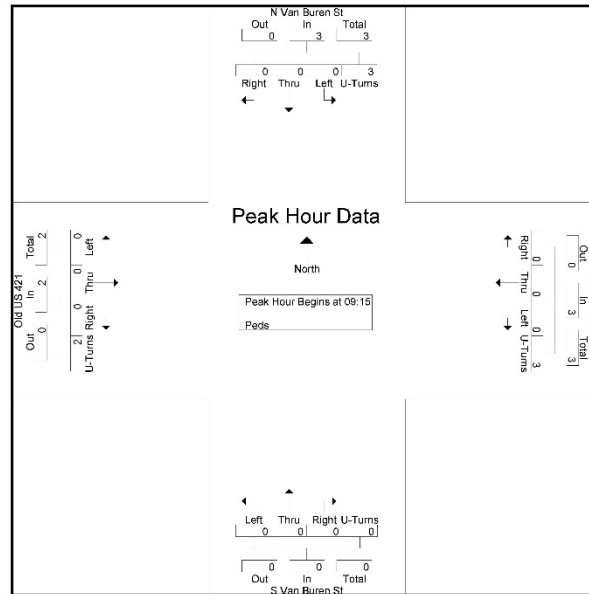 N Van Buren St
Out In Total
0 3 3
0 0 0 3
Right Thru Left U-Turns
Peak Hour Data
North
Peak Hour Begins at 09:15
Peds
Old US 421
Out In Total
0 2 2
2 0 0 0
U-Turns Right Thru Left
Out In Total
0 3 3
Right Thru Left U-Turns
0 0 0 3
Left Thru Right U-Turns
0 0 0 0
0 0 0
Out In Total
S Van Buren St